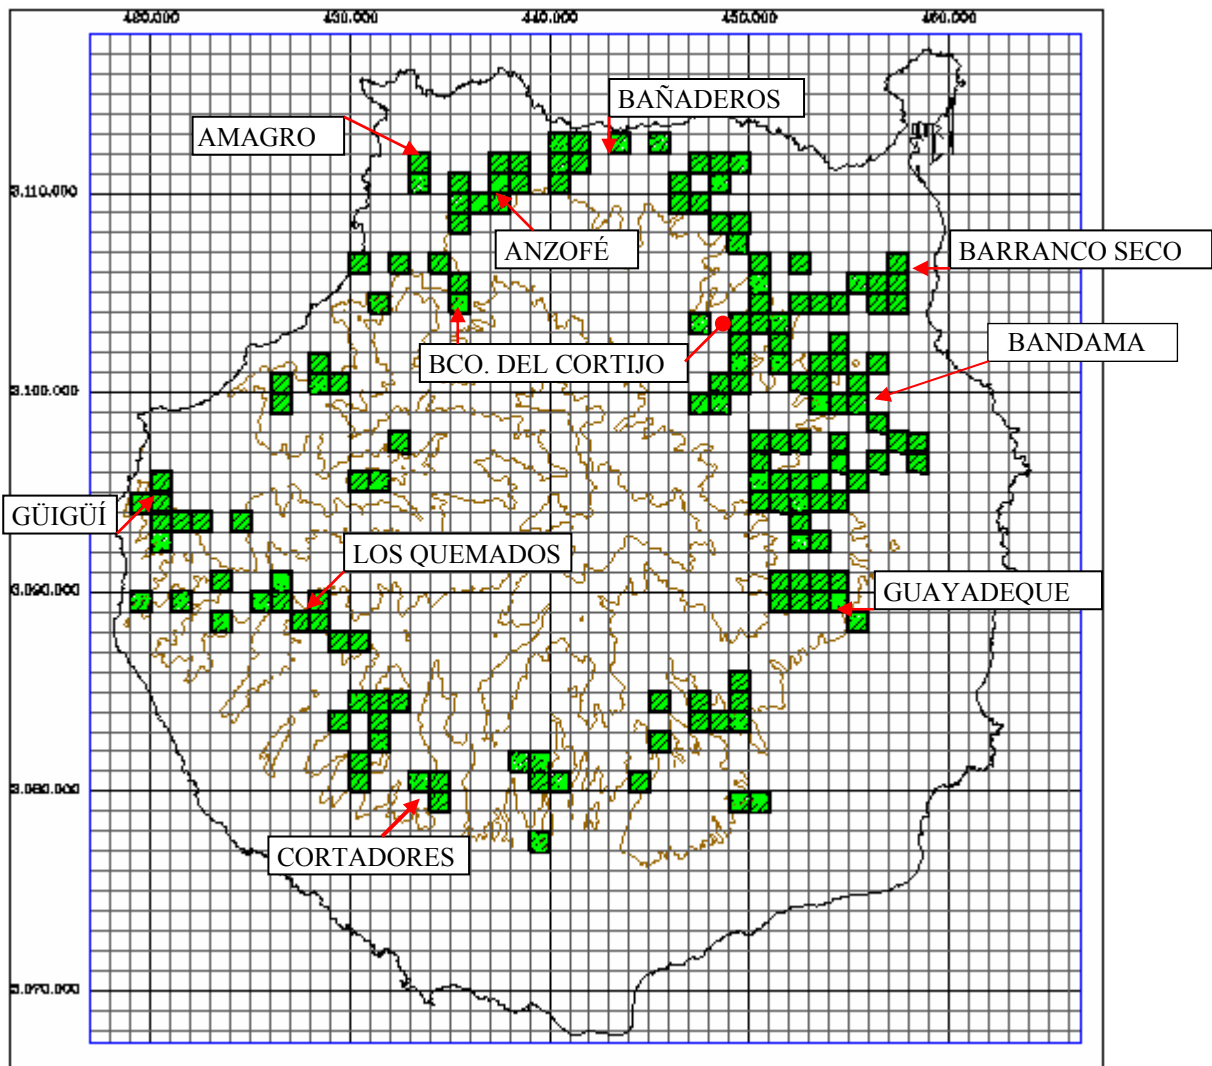 420.000 430.000 440.000 450.000 460.000
BAÑADEROS
AMAGRO
3.110.000
ANZOFÉ
BARRANCO SECO
BANDAMA
BCO. DEL CORTIJO
3.100.000
GÜIGÜÍ
LOS QUEMADOS
3.090.000
GUAYADEQUE
3.080.000
CORTADORES
3.070.000